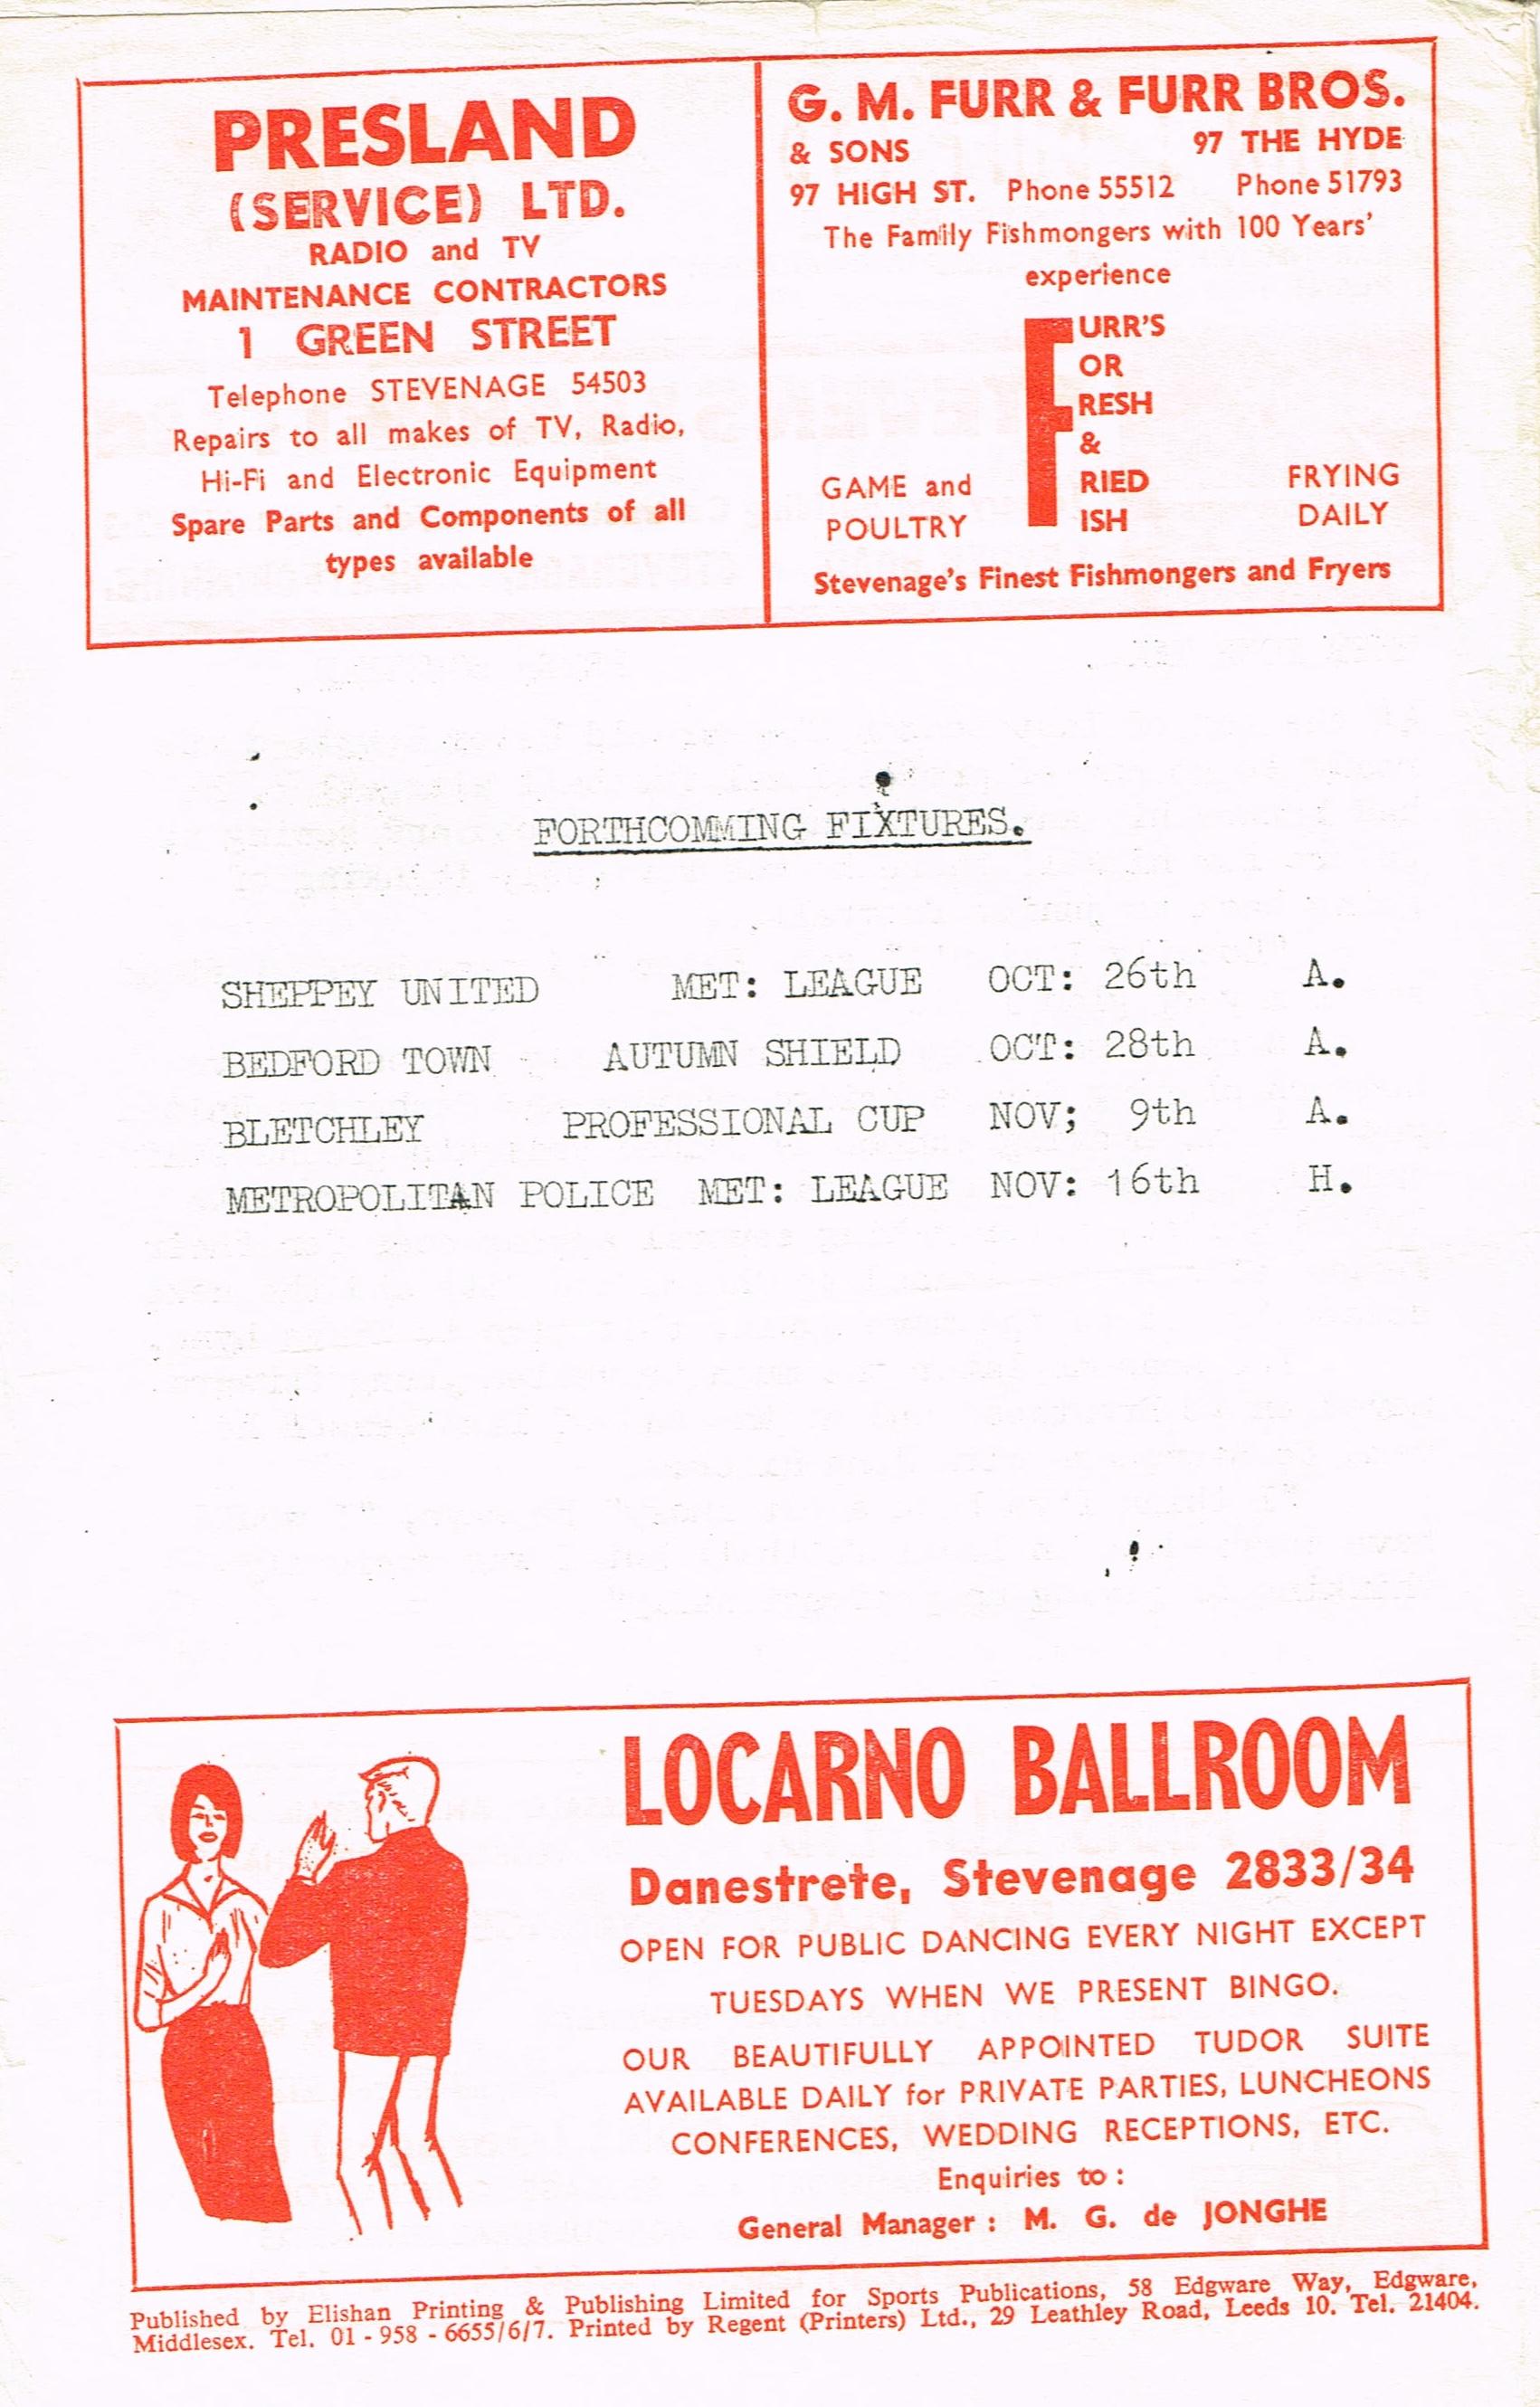 PRESLAND
(SERVICE) LTD.
RADIO and TV
MAINTENANCE CONTRACTORS
1 GREEN STREET
Telephone STEVENAGE 54503
Repairs to all makes of TV, Radio,
Hi-Fi and Electronic Equipment
Spare Parts and Components of all
types available
G. M. FURR & FURR BROS.
& SONS 97 THE HYDE
97 HIGH ST. Phone 55512 Phone 51793
The Family Fishmongers with 100 Years'
experience
FURR'S
OR
RESH
&
RIED
ISH
GAME and
POULTRY
FRYING
DAILY
Stevenage's Finest Fishmongers and Fryers
FORTHCOMMING FIXTURES.
SHEPPEY UNITED MET: LEAGUE OCT: 26th A.
BEDFORD TOWN AUTUMN SHIELD OCT: 28th A.
BLETCHLEY PROFESSIONAL CUP NOV; 9th A.
METROPOLITAN POLICE MET: LEAGUE NOV: 16th H.
LOCARNO BALLROOM
Danestrete, Stevenage 2833/34
OPEN FOR PUBLIC DANCING EVERY NIGHT EXCEPT
TUESDAYS WHEN WE PRESENT BINGO.
OUR BEAUTIFULLY APPOINTED TUDOR SUITE
AVAILABLE DAILY for PRIVATE PARTIES, LUNCHEONS
CONFERENCES, WEDDING RECEPTIONS, ETC.
Enquiries to :
General Manager : M. G. de JONGHE
Published by Elishan Printing & Publishing Limited for Sports Publications, 58 Edgware Way, Edgware,
Middlesex. Tel. 01 - 958 - 6655/6/7. Printed by Regent (Printers) Ltd., 29 Leathley Road, Leeds 10. Tel. 21404.